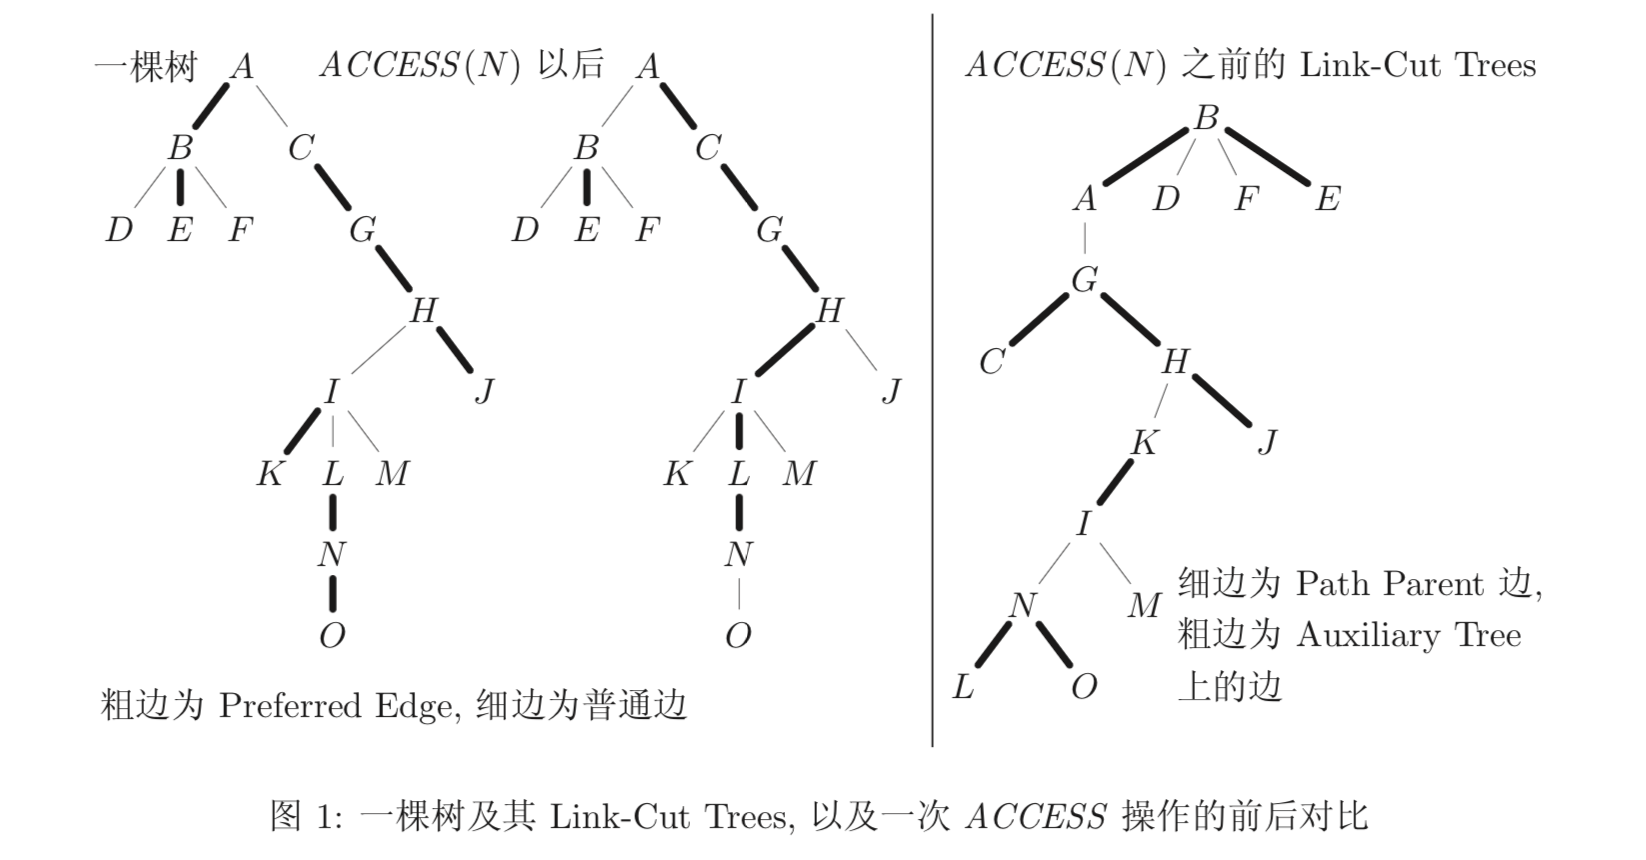 一棵树 A
B C
D E F G
H
I J
K L M
N
O
ACCESS(N) 以后 A
B C
D E F G
H
I J
K L M
N
O
粗边为 Preferred Edge, 细边为普通边
ACCESS(N) 之前的 Link-Cut Trees
B
A D F E
G
C H
K J
I
N M
L O
细边为 Path Parent 边,
粗边为 Auxiliary Tree
上的边
图 1: 一棵树及其 Link-Cut Trees, 以及一次 ACCESS 操作的前后对比